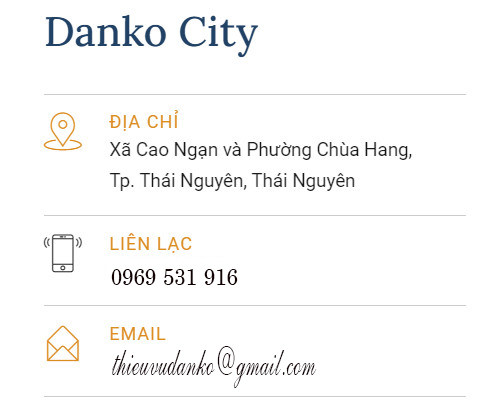 Danko City
ĐỊA CHỈ
Xã Cao Ngạn và Phường Chùa Hang,
Tp. Thái Nguyên, Thái Nguyên
LIÊN LẠC
0969 531 916
EMAIL
thieuvudanko@gmail.com